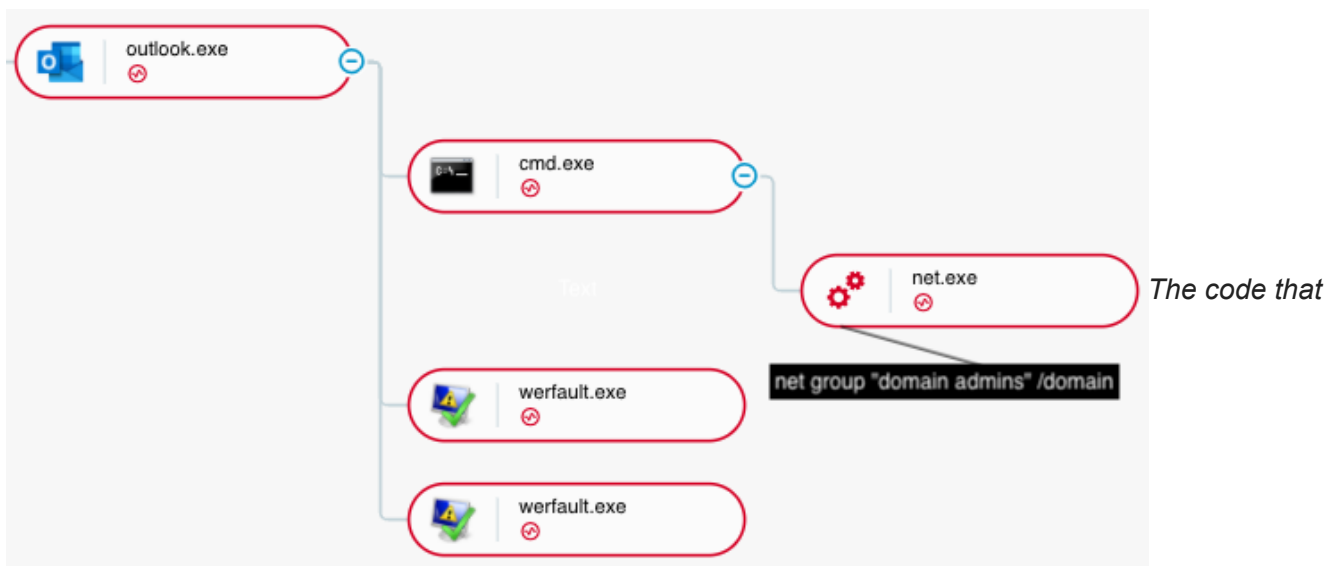 outlook.exe
cmd.exe
Text
net.exe
The code that
net group "domain admins" /domain
werfault.exe
werfault.exe